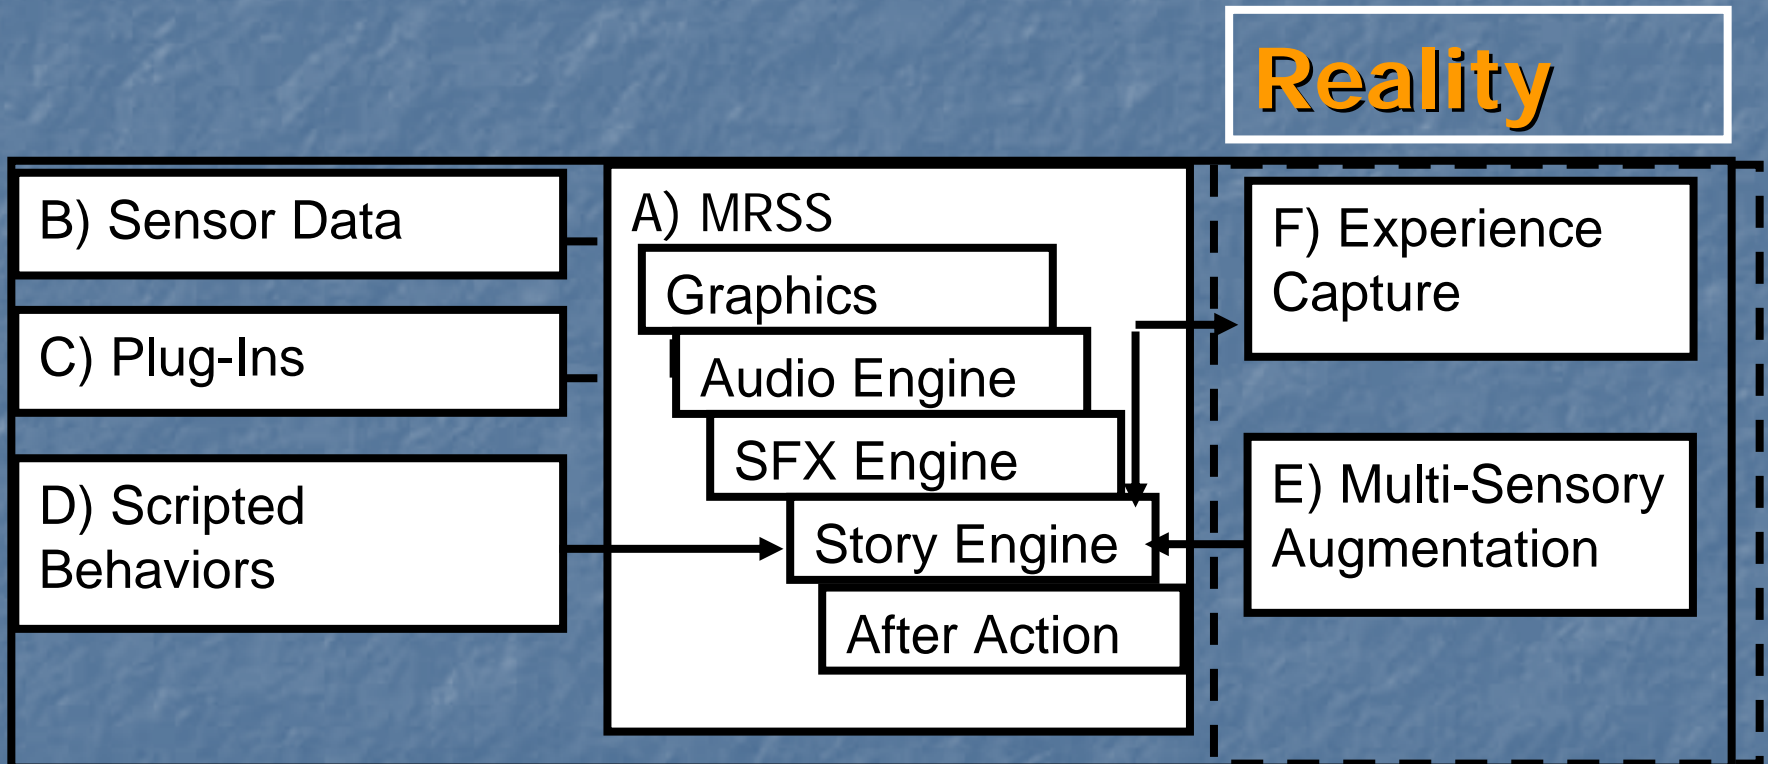 Reality
B) Sensor Data
C) Plug-Ins
D) Scripted
Behaviors
A) MRSS
Graphics
Audio Engine
SFX Engine
Story Engine
After Action
F) Experience
Capture
E) Multi-Sensory
Augmentation